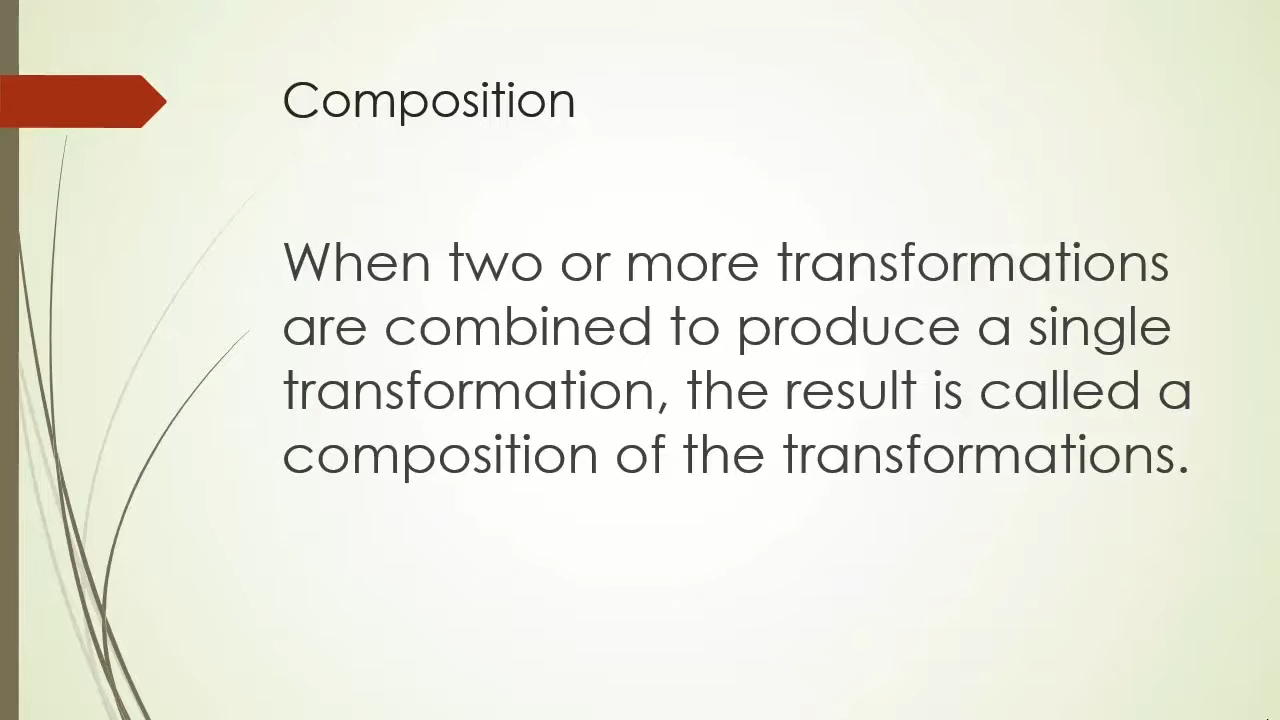 Composition
When two or more transformations
are combined to produce a single
transformation, the result is called a
composition of the transformations.